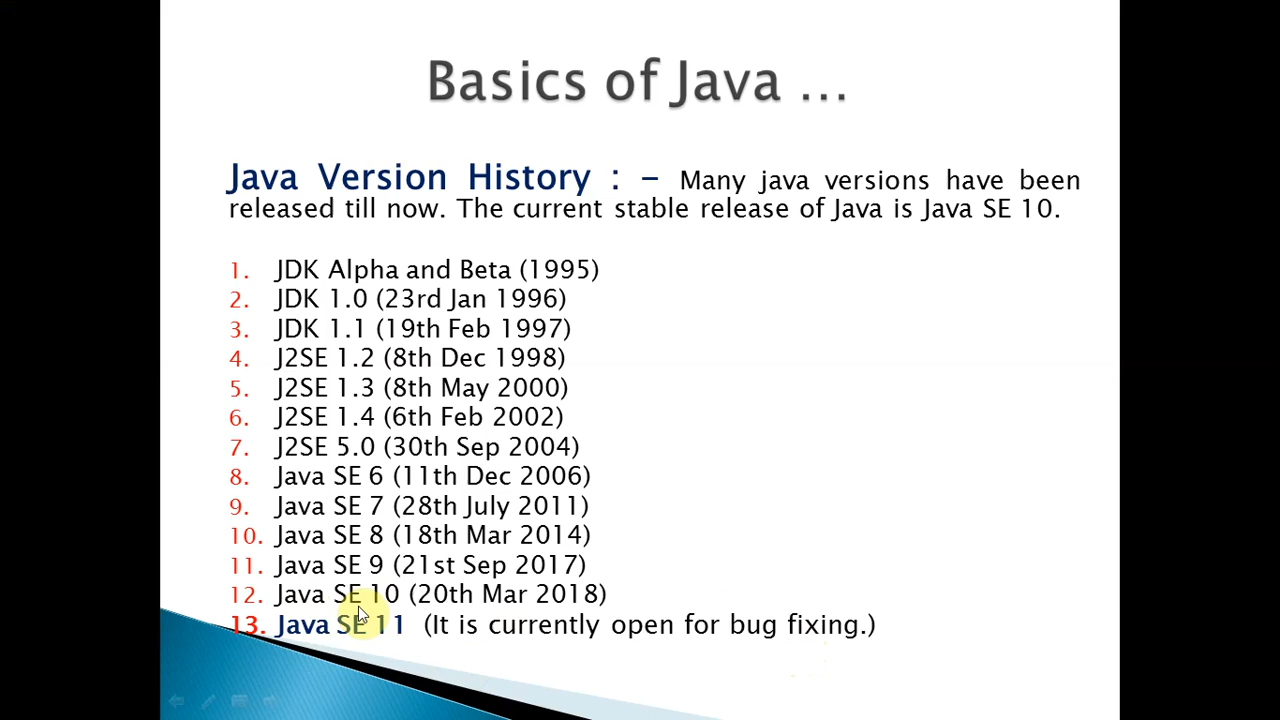 Basics of Java ...
Java Version History : – Many java versions have been
released till now. The current stable release of Java is Java SE 10.
1. JDK Alpha and Beta (1995)
2. JDK 1.0 (23rd Jan 1996)
3. JDK 1.1 (19th Feb 1997)
4. J2SE 1.2 (8th Dec 1998)
5. J2SE 1.3 (8th May 2000)
6. J2SE 1.4 (6th Feb 2002)
7. J2SE 5.0 (30th Sep 2004)
8. Java SE 6 (11th Dec 2006)
9. Java SE 7 (28th July 2011)
10. Java SE 8 (18th Mar 2014)
11. Java SE 9 (21st Sep 2017)
12. Java SE 10 (20th Mar 2018)
13. Java SE 11 (It is currently open for bug fixing.)